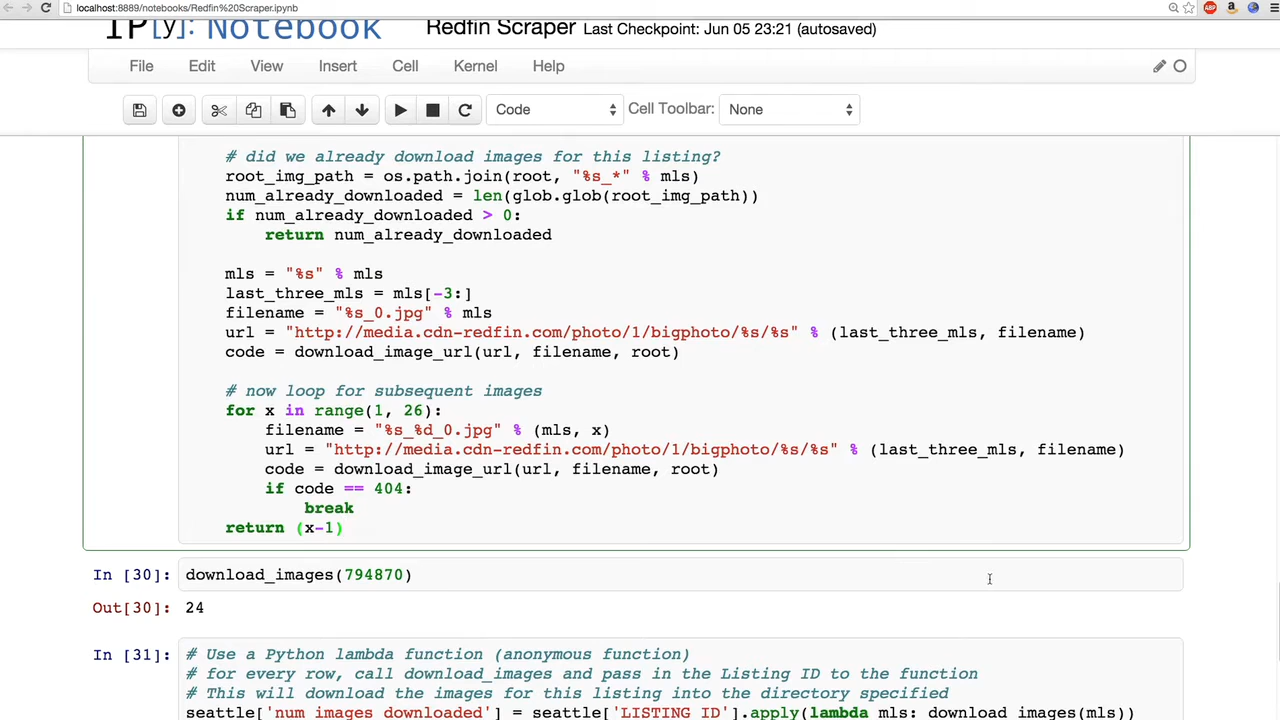 localhost:8889/notebooks/Redfin%20Scraper.ipynb
IP[y]: Notebook Redfin Scraper Last Checkpoint: Jun 05 23:21 (autosaved)
File Edit View Insert Cell Kernel Help
Code Cell Toolbar: None
# did we already download images for this listing?
root_img_path = os.path.join(root, "%s_*" % mls)
num_already_downloaded = len(glob.glob(root_img_path))
if num_already_downloaded > 0:
return num_already_downloaded
mls = "%s" % mls
last_three_mls = mls[-3:]
filename = "%s_0.jpg" % mls
url = "http://media.cdn-redfin.com/photo/1/bigphoto/%s/%s" % (last_three_mls, filename)
code = download_image_url(url, filename, root)
# now loop for subsequent images
for x in range(1, 26):
filename = "%s_%d_0.jpg" % (mls, x)
url = "http://media.cdn-redfin.com/photo/1/bigphoto/%s/%s" % (last_three_mls, filename)
code = download_image_url(url, filename, root)
if code == 404:
break
return (x-1)
In [30]: download_images(794870)
Out[30]: 24
In [31]: # Use a Python lambda function (anonymous function)
# for every row, call download_images and pass in the Listing ID to the function
# This will download the images for this listing into the directory specified
seattle['num_images_downloaded'] = seattle['LISTING ID'].apply(lambda mls: download_images(mls))